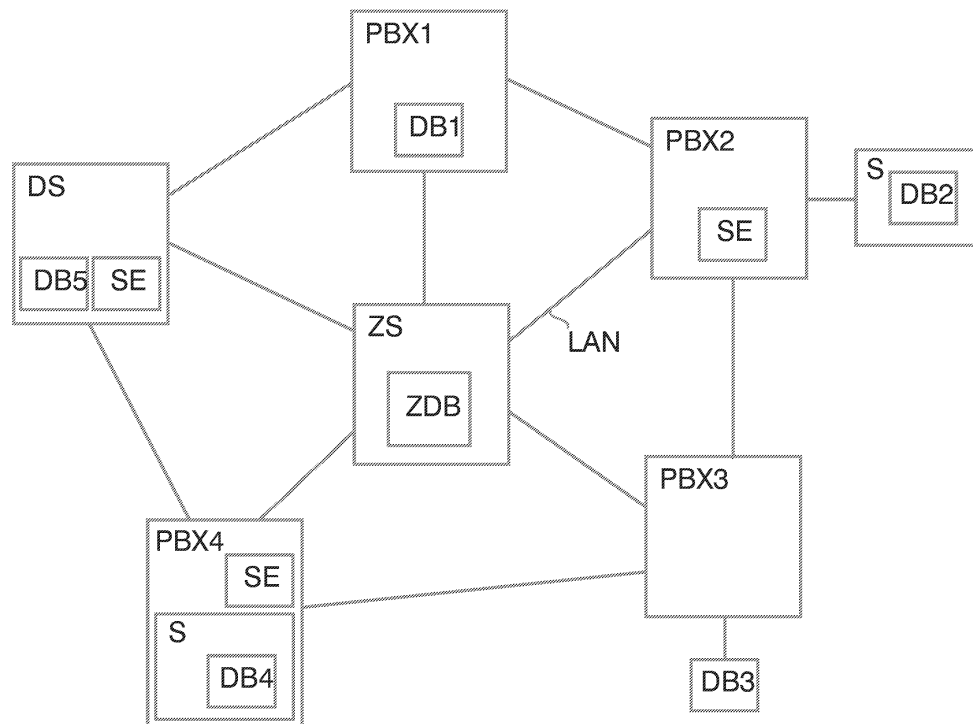 PBX1
DB1
PBX2
SE
S
DB2
DS
DB5
SE
ZS
ZDB
LAN
PBX3
DB3
PBX4
SE
S
DB4